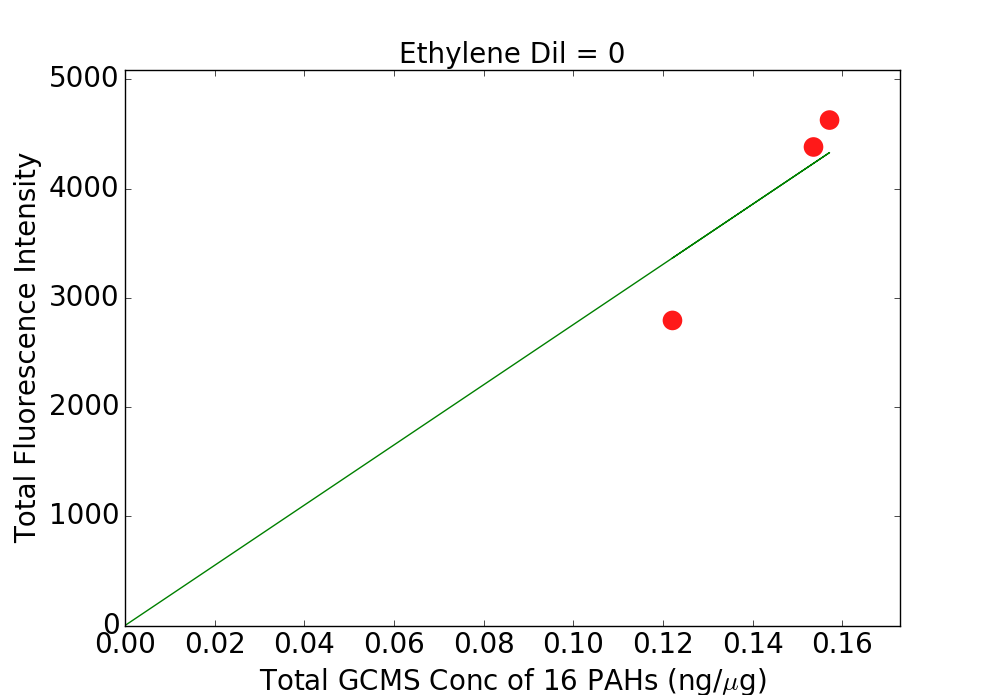 Ethylene Dil = 0
Total Fluorescence Intensity
5000
4000
3000
2000
1000
0
0.00 0.02 0.04 0.06 0.08 0.10 0.12 0.14 0.16
Total GCMS Conc of 16 PAHs (ng/μg)